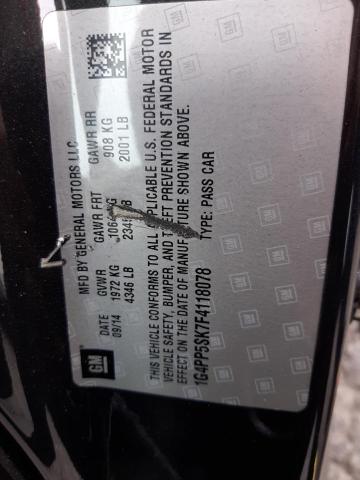 MFD BY GENERAL MOTORS LLC
DATE GVWR GAWR FRT GAWR RR
09/14 1972 KG KG 908 KG
4346 LB LB 2001 LB
THIS VEHICLE CONFORMS TO ALL APPLICABLE U.S. FEDERAL MOTOR
VEHICLE SAFETY, BUMPER, AND THEFT PREVENTION STANDARDS IN
EFFECT ON THE DATE OF MANUFACTURE SHOWN ABOVE.
1G4PP5SK7F4118078 TYPE: PASS CAR
GM